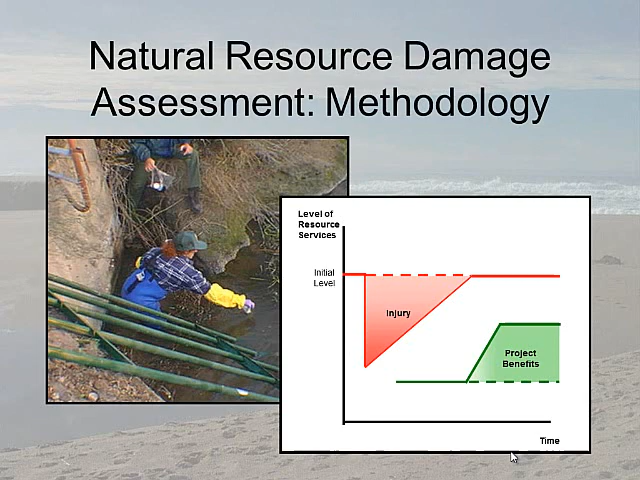 Natural Resource Damage
Assessment: Methodology
Level of
Resource
Services
Initial
Level
Injury
Project
Benefits
Time